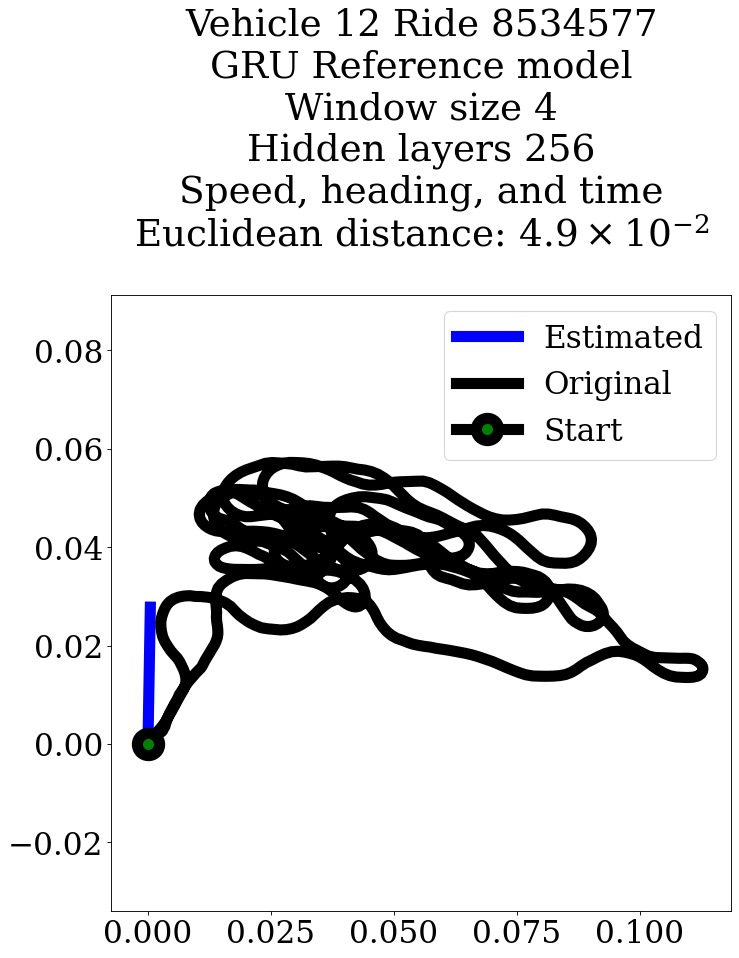 Vehicle 12 Ride 8534577
GRU Reference model
Window size 4
Hidden layers 256
Speed, heading, and time
Euclidean distance: 4.9 × 10⁻²
Estimated
Original
Start
0.08
0.06
0.04
0.02
0.00
−0.02
0.000 0.025 0.050 0.075 0.100